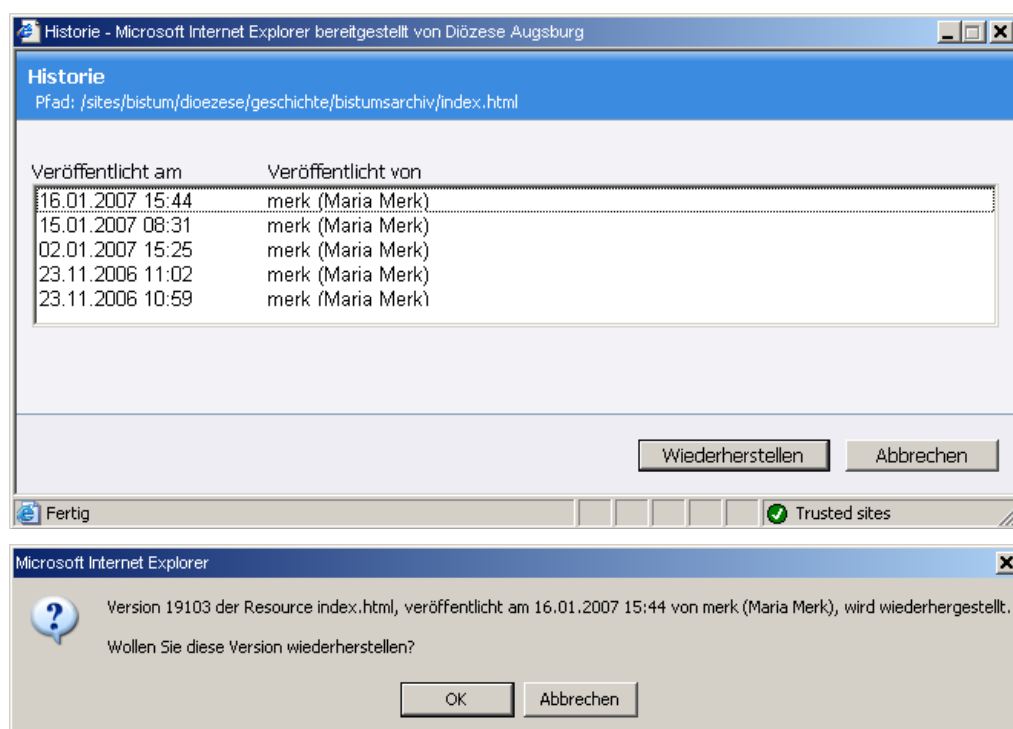 Historie - Microsoft Internet Explorer bereitgestellt von Diözese Augsburg
Historie
Pfad: /sites/bistum/dioezese/geschichte/bistumsarchiv/index.html
Veröffentlicht am Veröffentlicht von
16.01.2007 15:44 merk (Maria Merk)
15.01.2007 08:31 merk (Maria Merk)
02.01.2007 15:25 merk (Maria Merk)
23.11.2006 11:02 merk (Maria Merk)
23.11.2006 10:59 merk (Maria Merk)
Wiederherstellen Abbrechen
Fertig Trusted sites
Microsoft Internet Explorer
Version 19103 der Resource index.html, veröffentlicht am 16.01.2007 15:44 von merk (Maria Merk), wird wiederhergestellt.
Wollen Sie diese Version wiederherstellen?
OK Abbrechen